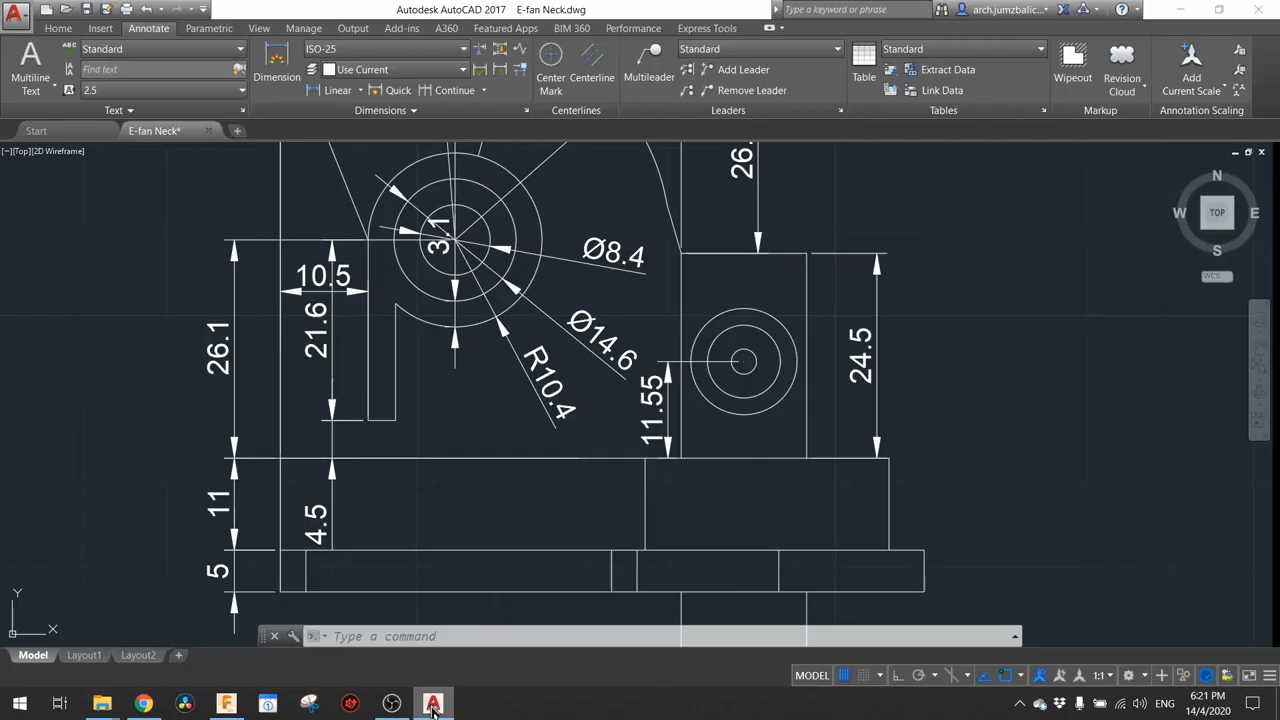 Autodesk AutoCAD 2017 E-fan Neck.dwg
Type a keyword or phrase
arch.jumzbalic...
Home Insert Annotate Parametric View Manage Output Add-ins A360 Featured Apps BIM 360 Performance Express Tools
Multiline
Text
Standard
Find text
2.5
Text
Dimension
ISO-25
Use Current
Linear Quick Continue
Dimensions
Center
Mark
Centerline
Centerlines
Multileader
Standard
Add Leader
Remove Leader
Leaders
Table
Standard
Extract Data
Link Data
Tables
Wipeout
Revision
Cloud
Markup
Add
Current Scale
Annotation Scaling
Start E-fan Neck*
[−][Top][2D Wireframe]
N
W TOP E
S
WCS
26.
3.1
Ø8.4
10.5
21.6
26.1
Ø14.6
R10.4
11.55
24.5
11
4.5
5
Y
X
Type a command
Model Layout1 Layout2
MODEL 1:1
ENG
6:21 PM
14/4/2020